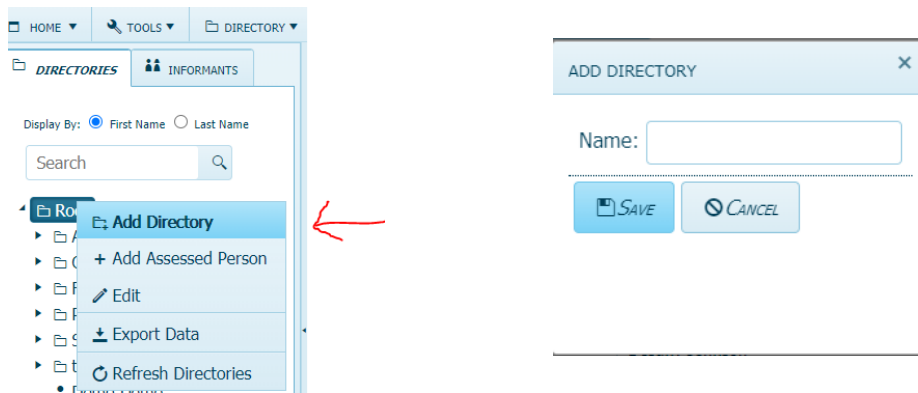 HOME ▼ TOOLS ▼ DIRECTORY ▼
DIRECTORIES INFORMANTS
Display By: First Name Last Name
Search
Add Directory
+ Add Assessed Person
Edit
Export Data
Refresh Directories
ADD DIRECTORY ×
Name:
SAVE CANCEL